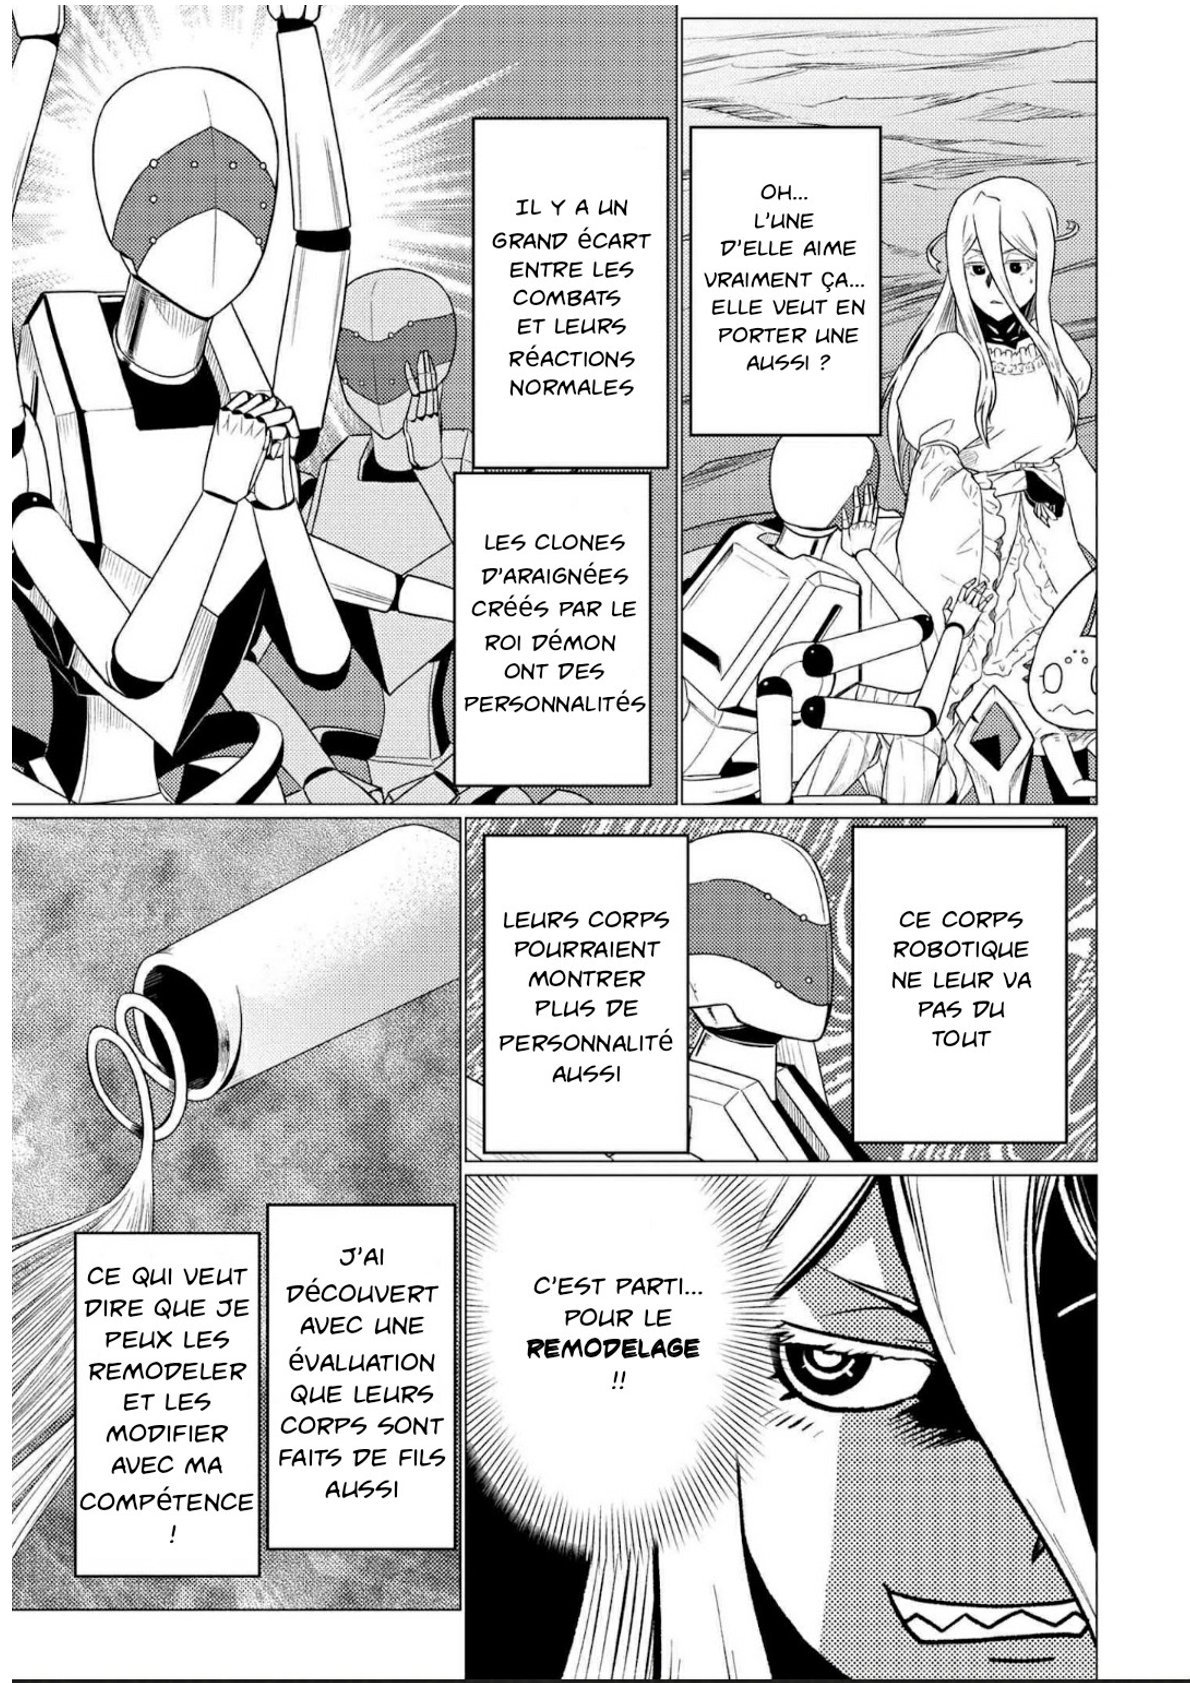 OH...
L'UNE
D'ELLE AIME
VRAIMENT ÇA...
ELLE VEUT EN
PORTER UNE
AUSSI ?
IL Y A UN
GRAND ÉCART
ENTRE LES
COMBATS
ET LEURS
RÉACTIONS
NORMALES
LES CLONES
D'ARAIGNÉES
CRÉÉS PAR LE
ROI DÉMON
ONT DES
PERSONNALITÉS
CE CORPS
ROBOTIQUE
NE LEUR VA
PAS DU
TOUT
LEURS CORPS
POURRAIENT
MONTRER
PLUS DE
PERSONNALITÉ
AUSSI
J'AI
DÉCOUVERT
AVEC UNE
ÉVALUATION
QUE LEURS
CORPS SONT
FAITS DE FILS
AUSSI
CE QUI VEUT
DIRE QUE JE
PEUX LES
REMODELER
ET LES
MODIFIER
AVEC MA
COMPÉTENCE
!
C'EST PARTI...
POUR LE
REMODELAGE
!!